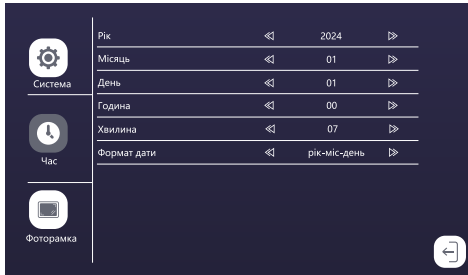 Система
Час
Фоторамка
Рік 2024
Місяць 01
День 01
Година 00
Хвилина 07
Формат дати рік-міс-день